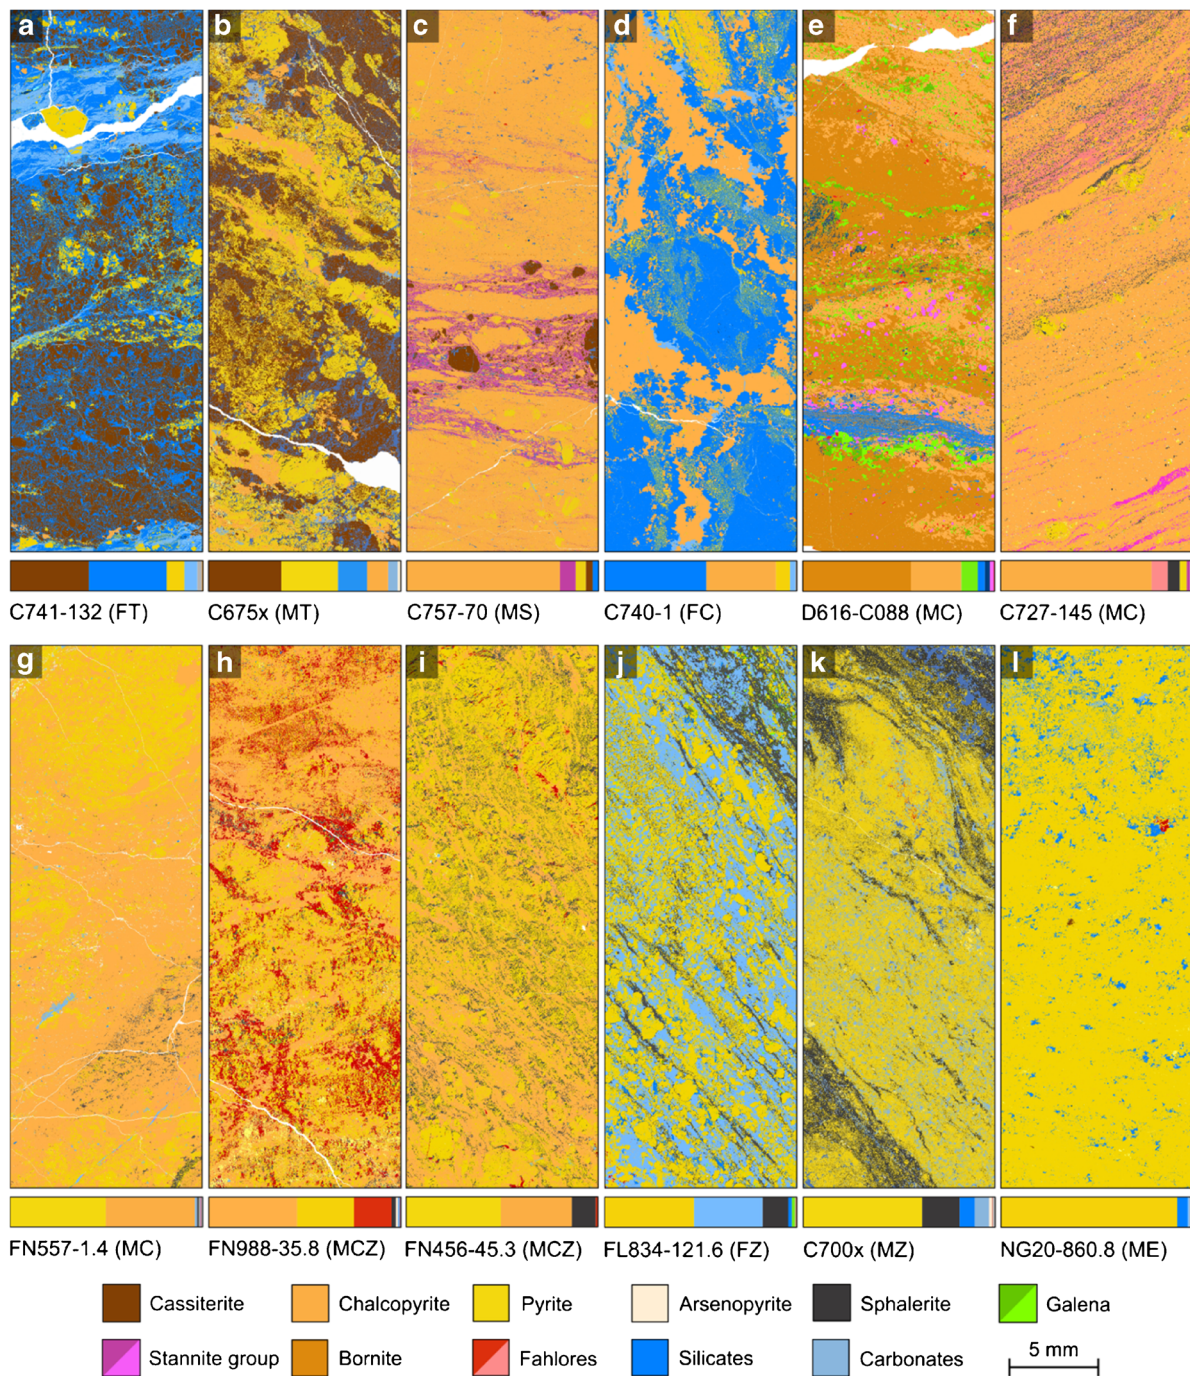 a b c d e f
C741-132 (FT) C675x (MT) C757-70 (MS) C740-1 (FC) D616-C088 (MC) C727-145 (MC)
g h i j k l
FN557-1.4 (MC) FN988-35.8 (MCZ) FN456-45.3 (MCZ) FL834-121.6 (FZ) C700x (MZ) NG20-860.8 (ME)
Cassiterite Chalcopyrite Pyrite Arsenopyrite Sphalerite Galena
Stannite group Bornite Fahlores Silicates Carbonates 5 mm